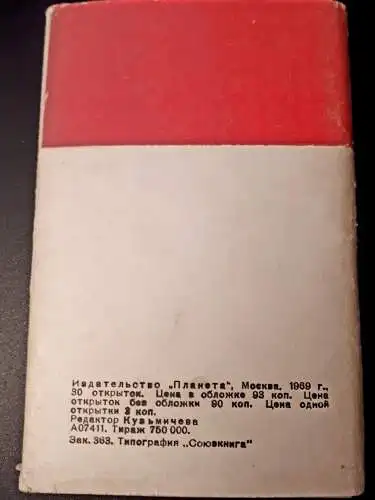 Издательство „Планета", Москва. 1969 г.,
30 открыток. Цена в обложке 93 коп. Цена
открыток без обложки 90 коп. Цена одной
открытки 3 коп.
Редактор Кузьмичева
А07411. Тираж 750 000.
Зак. 363. Типография „Союзкнига"